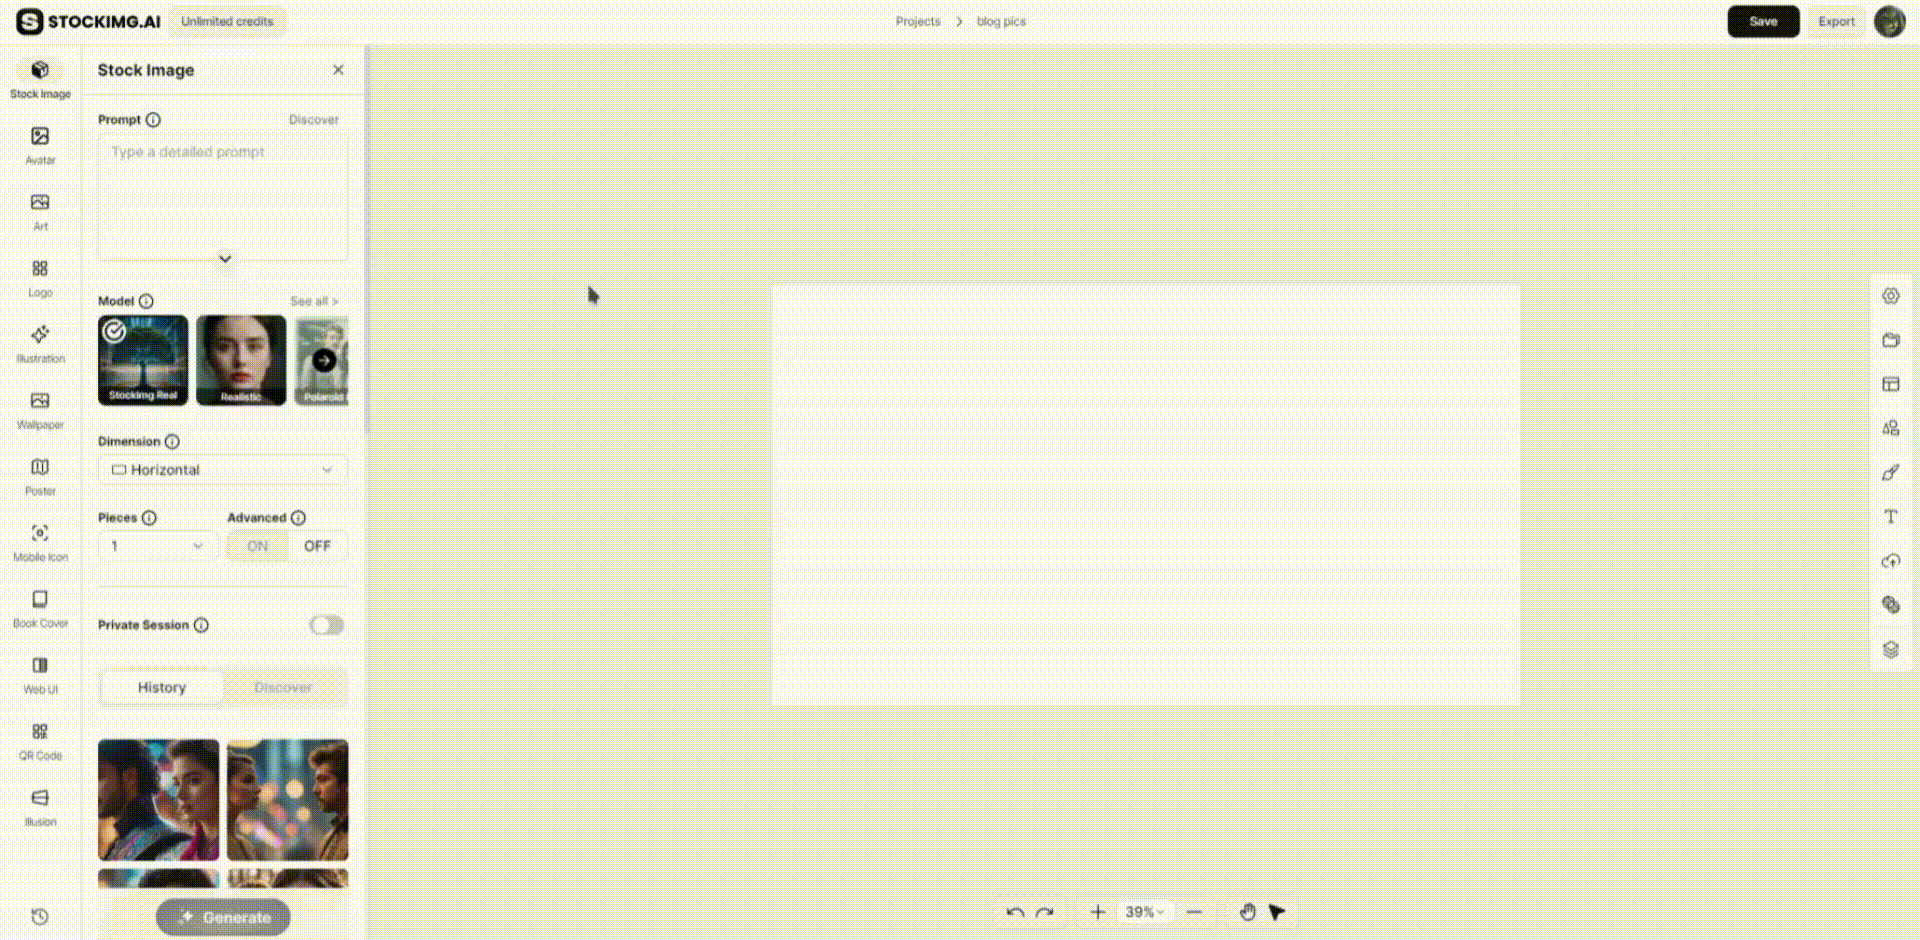 STOCKIMG.AI
Unlimited credits
Projects > blog pics
Save
Export
Stock Image
Avatar
Art
Logo
Illustration
Wallpaper
Poster
Mobile Icon
Book Cover
Web UI
QR Code
Illusion
Stock Image
Prompt
Discover
Type a detailed prompt
Model
See all >
Stockimg Real
Realistic
Polaroid
Dimension
Horizontal
Pieces
Advanced
1
ON
OFF
Private Session
History
Discover
Generate
39%